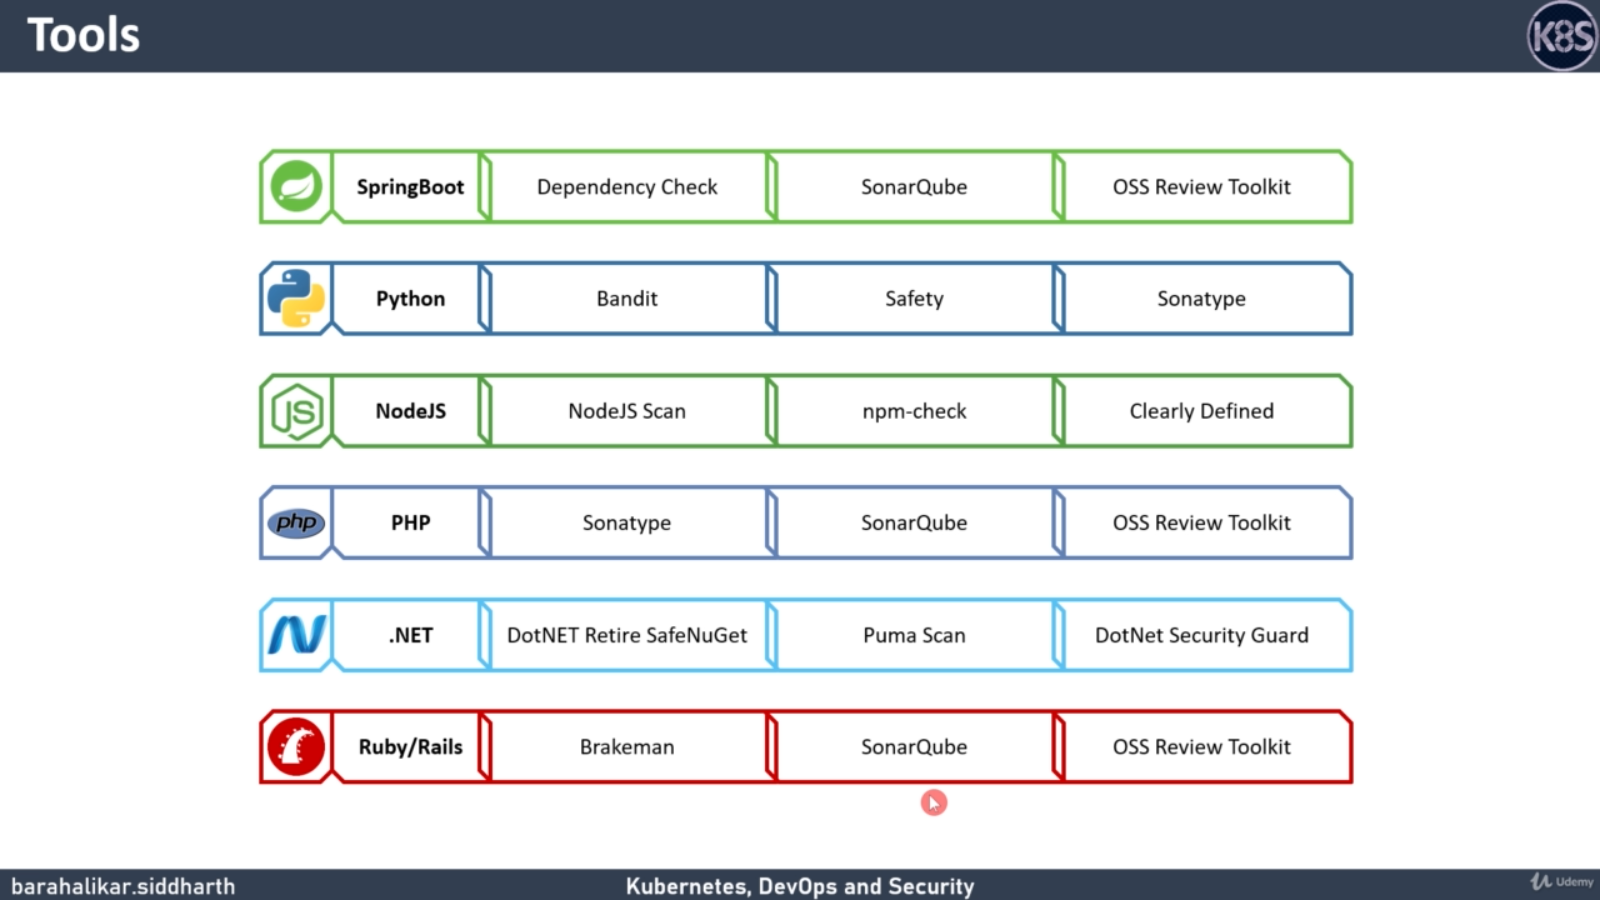 Tools
K8S
SpringBoot Dependency Check SonarQube OSS Review Toolkit
Python Bandit Safety Sonatype
JS NodeJS NodeJS Scan npm-check Clearly Defined
php PHP Sonatype SonarQube OSS Review Toolkit
.NET DotNET Retire SafeNuGet Puma Scan DotNet Security Guard
Ruby/Rails Brakeman SonarQube OSS Review Toolkit
barahalikar.siddharth Kubernetes, DevOps and Security Udemy